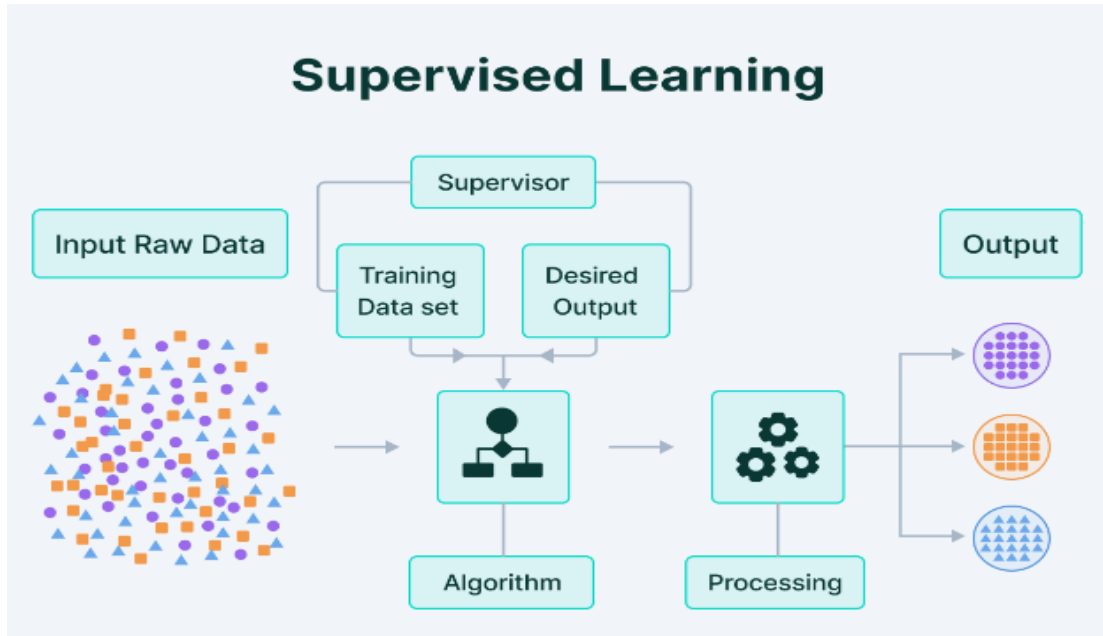 Supervised Learning
Supervisor
Input Raw Data
Training
Data set
Desired
Output
Output
Algorithm
Processing